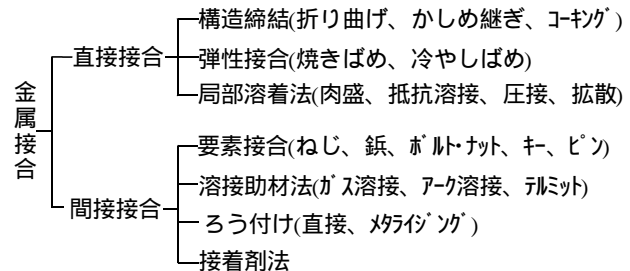 構造締結(折り曲げ、かしめ継ぎ、ｺｰｷﾝｸﾞ)
直接接合
弾性接合(焼きばめ、冷やしばめ)
局部溶着法(肉盛、抵抗溶接、圧接、拡散)
金属接合
要素接合(ねじ、鋲、ﾎﾞﾙﾄ･ﾅｯﾄ、ｷｰ、ﾋﾟﾝ)
溶接助材法(ｶﾞｽ溶接、ｱｰｸ溶接、ﾃﾙﾐｯﾄ)
間接接合
ろう付け(直接、ﾒﾀﾗｲｼﾞﾝｸﾞ)
接着剤法